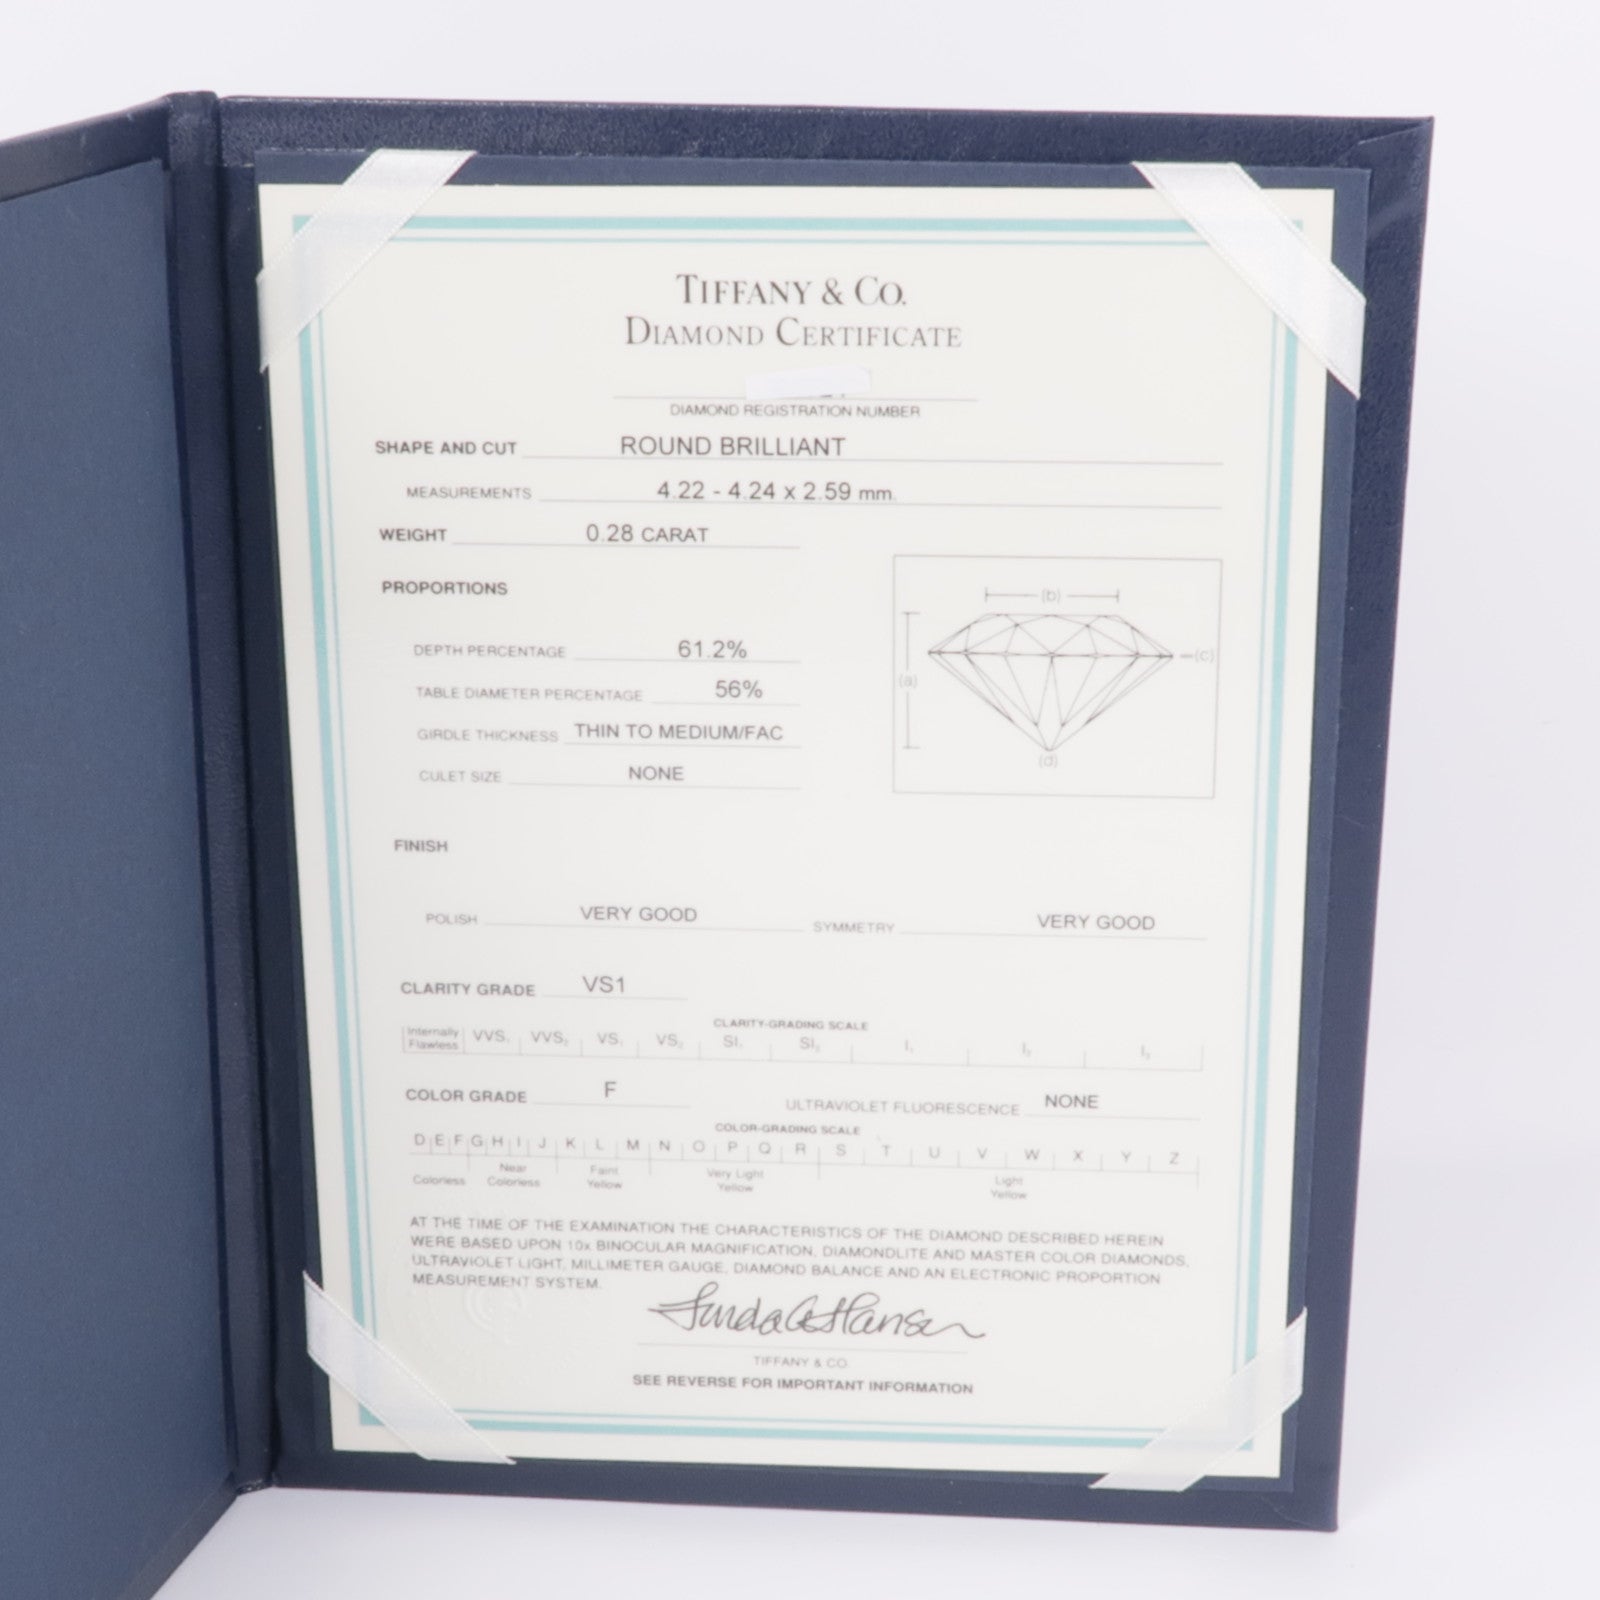 TIFFANY & CO.
DIAMOND CERTIFICATE
DIAMOND REGISTRATION NUMBER
SHAPE AND CUT ROUND BRILLIANT
MEASUREMENTS 4.22 - 4.24 x 2.59 mm.
WEIGHT 0.28 CARAT
PROPORTIONS
DEPTH PERCENTAGE 61.2%
TABLE DIAMETER PERCENTAGE 56%
GIRDLE THICKNESS THIN TO MEDIUM/FAC
CULET SIZE NONE
(b)
(a)
(c)
(d)
FINISH
POLISH VERY GOOD SYMMETRY VERY GOOD
CLARITY GRADE VS1
CLARITY-GRADING SCALE
Internally Flawless VVS₁ VVS₂ VS₁ VS₂ SI₁ SI₂ I₁ I₂ I₃
COLOR GRADE F ULTRAVIOLET FLUORESCENCE NONE
COLOR-GRADING SCALE
D E F G H I J K L M N O P Q R S T U V W X Y Z
Colorless Near Colorless Faint Yellow Very Light Yellow Light Yellow
AT THE TIME OF THE EXAMINATION THE CHARACTERISTICS OF THE DIAMOND DESCRIBED HEREIN
WERE BASED UPON 10x BINOCULAR MAGNIFICATION, DIAMONDLITE AND MASTER COLOR DIAMONDS,
ULTRAVIOLET LIGHT, MILLIMETER GAUGE, DIAMOND BALANCE AND AN ELECTRONIC PROPORTION
MEASUREMENT SYSTEM.
TIFFANY & CO.
SEE REVERSE FOR IMPORTANT INFORMATION